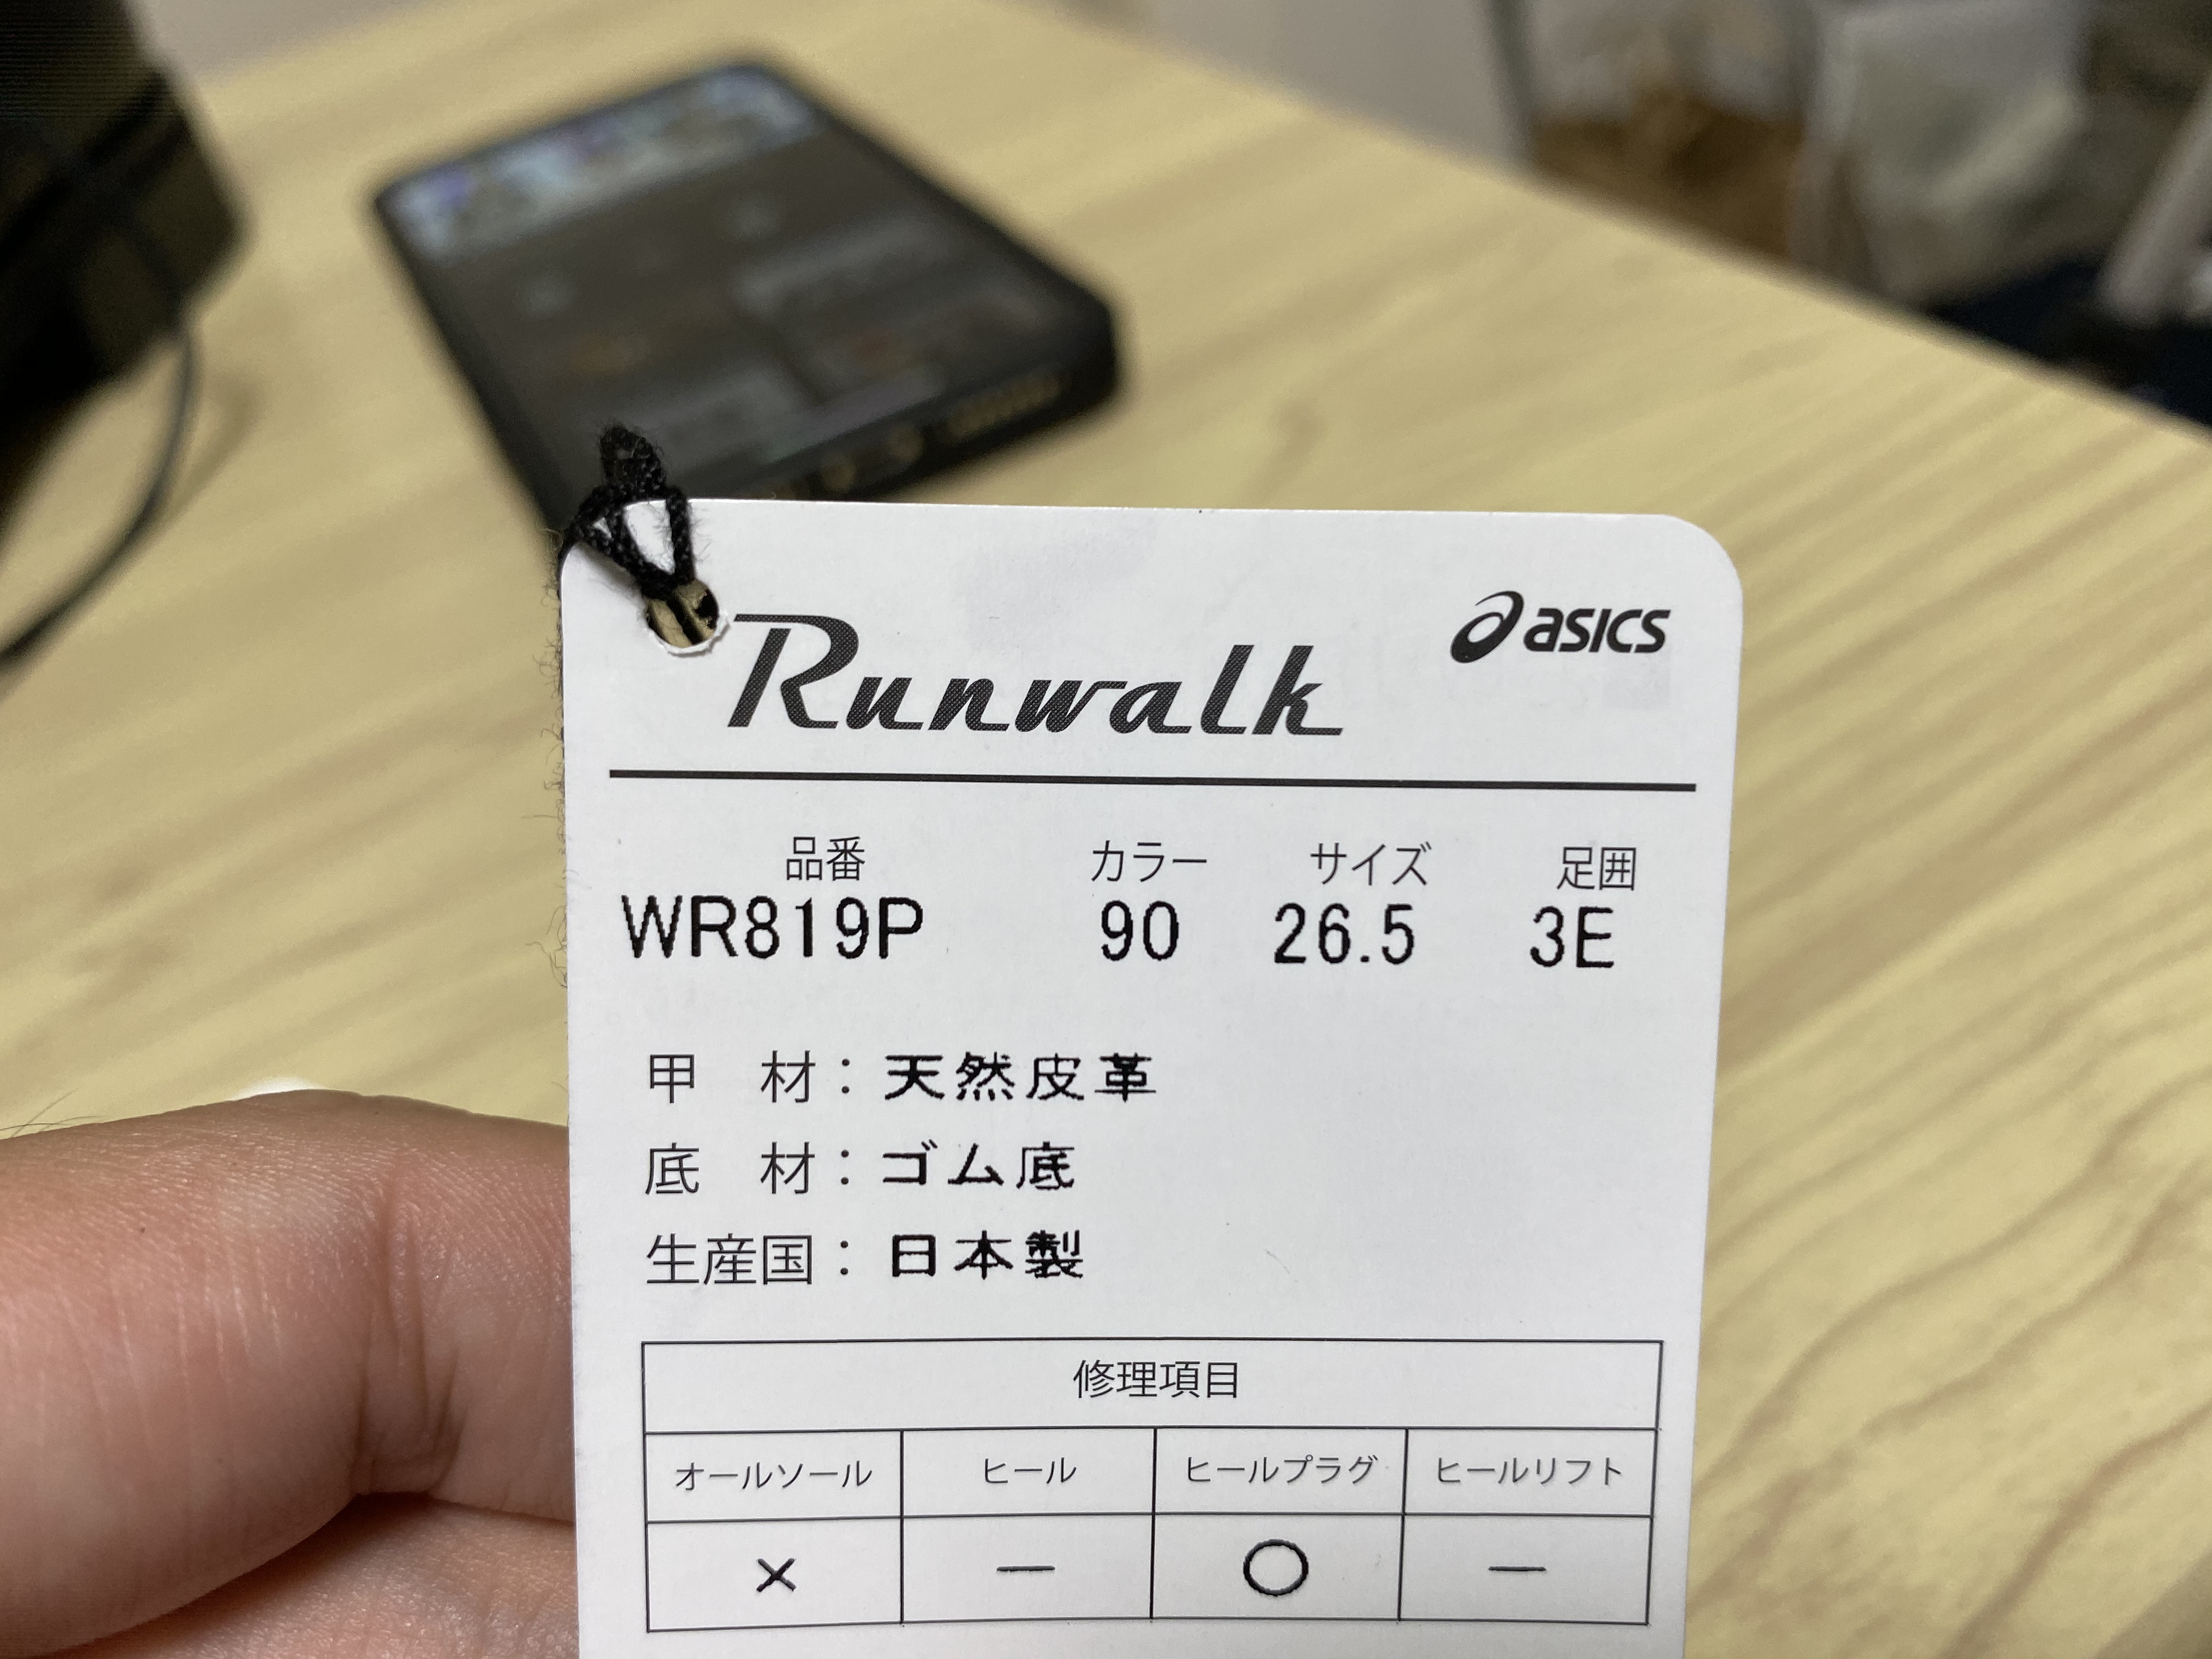 Runwalk asics
品番 カラー サイズ 足囲
WR819P 90 26.5 3E
甲 材：天然皮革
底 材：ゴム底
生産国：日本製
修理項目
オールソール ヒール ヒールプラグ ヒールリフト
× — ○ —